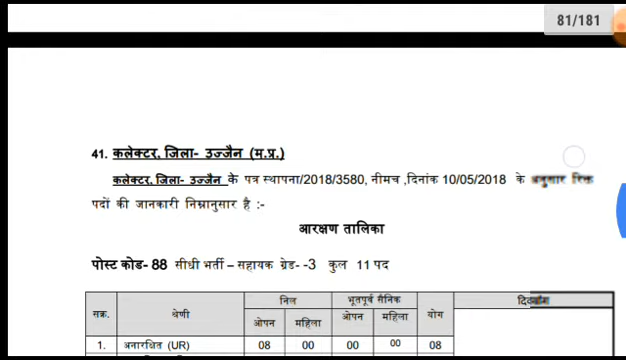 81/181
41. कलेक्टर, जिला- उज्जैन (म.प्र.)
कलेक्टर, जिला- उज्जैन के पत्र स्थापना/2018/3580, नीमच ,दिनांक 10/05/2018 के अनुसार रिक्त
पदों की जानकारी निम्नानुसार है :-
आरक्षण तालिका
पोस्ट कोड- 88 सीधी भर्ती – सहायक ग्रेड- -3 कुल 11 पद
सक्र. श्रेणी निल भूतपूर्व सैनिक योग दिव्यांग
ओपन महिला ओपन महिला
1. अनारक्षित (UR) 08 00 00 00 08